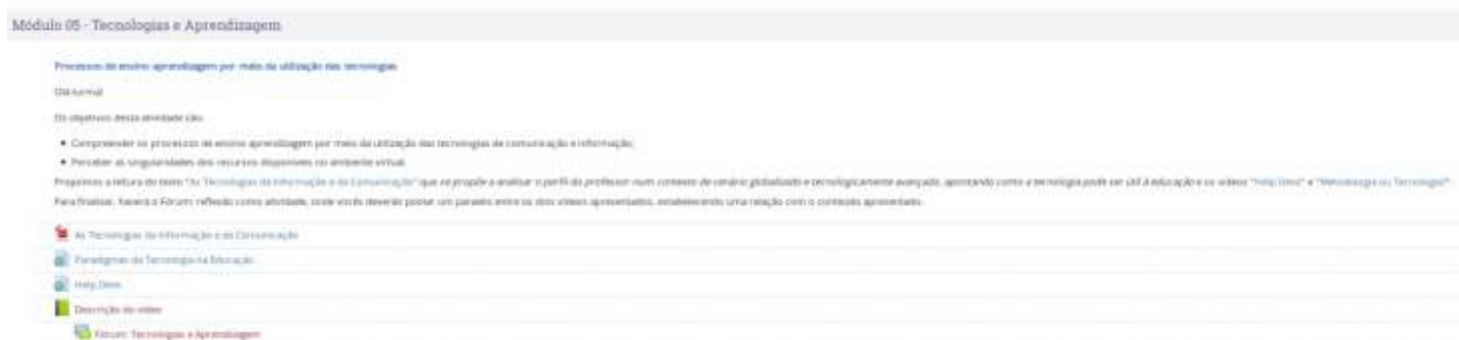 Módulo 05 - Tecnologias e Aprendizagem
Processos de ensino aprendizagem por meio da utilização das tecnologias
Olá turma!
Os objetivos desta atividade são:
• Compreender os processos de ensino aprendizagem por meio da utilização das tecnologias de comunicação e informação;
• Perceber as singularidades dos recursos disponíveis no ambiente virtual.
Propomos a leitura do texto "As Tecnologias da Informação e da Comunicação" que se propõe a analisar o perfil do professor num contexto de cenário globalizado e tecnologicamente avançado, apontando como a tecnologia pode ser útil à educação e os vídeos "Help Desk" e "Metodologia ou Tecnologia".
Para finalizar, haverá o Fórum: reflexão como atividade, onde vocês deverão postar um paralelo entre os dois vídeos apresentados, estabelecendo uma relação com o conteúdo apresentado.
As Tecnologias da Informação e da Comunicação
Paradigmas da Tecnologia na Educação
Help Desk
Descrição do vídeo
Fórum: Tecnologias e Aprendizagem